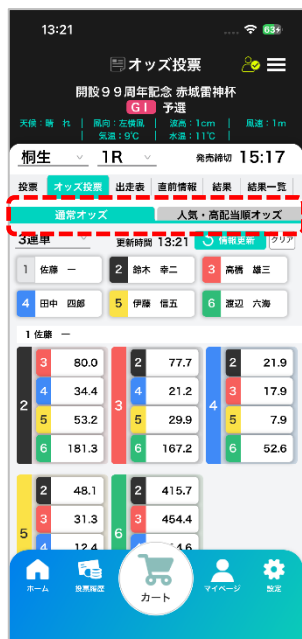 13:21
63
オッズ投票
開設99周年記念 赤城雷神杯
GI 予選
天候：晴 れ | 風向：左横風 | 波高：1cm | 風速：1m
気温：9℃ | 水温：11℃ |
桐生 1R 発売締切 15:17
投票 オッズ投票 出走表 直前情報 結果 結果一覧
通常オッズ 人気・高配当順オッズ
3連単 更新時間 13:21 情報更新 クリア
1 佐藤 一 2 鈴木 幸二 3 高橋 雄三
4 田中 四郎 5 伊藤 信五 6 渡辺 六海
1 佐藤 一
2 3 80.0 3 2 77.7 4 2 21.9
4 34.4 4 21.2 3 17.9
5 53.2 5 29.9 5 7.9
6 181.3 6 167.2 6 52.6
5 2 48.1 6 2 415.7
3 31.3 3 454.4
4 12.4
ホーム 投票履歴 カート マイページ 設定